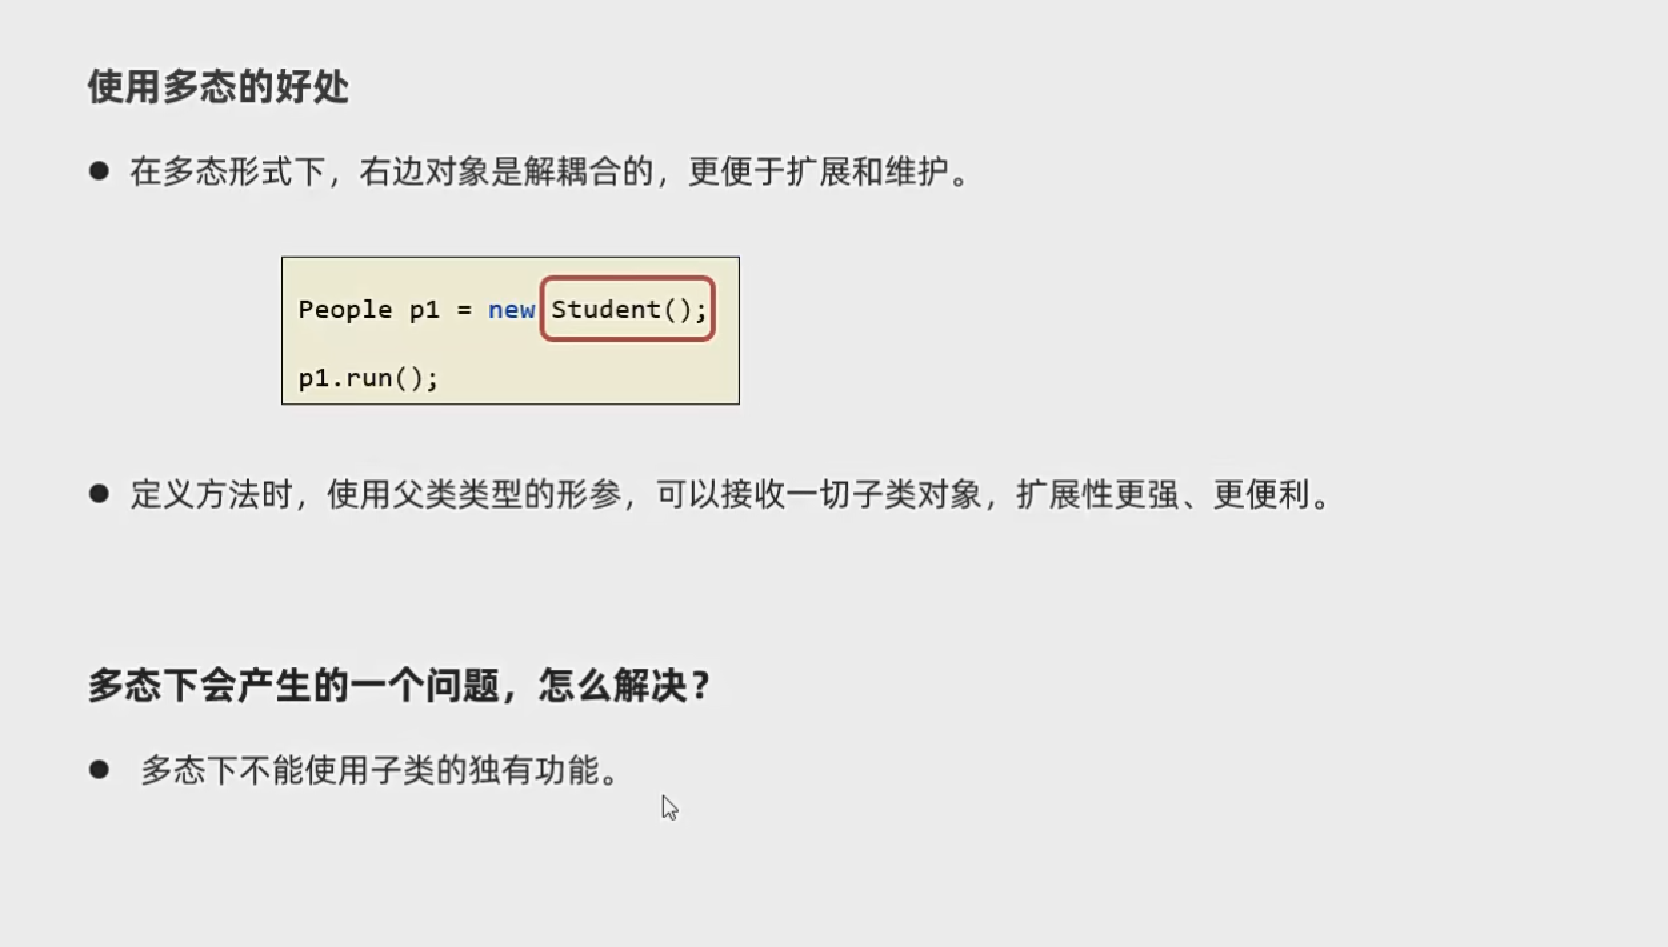 使用多态的好处
● 在多态形式下，右边对象是解耦合的，更便于扩展和维护。
People p1 = new Student();
p1.run();
● 定义方法时，使用父类类型的形参，可以接收一切子类对象，扩展性更强、更便利。
多态下会产生的一个问题，怎么解决？
● 多态下不能使用子类的独有功能。